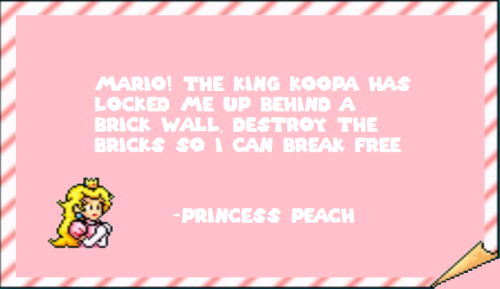 MARIO! THE KING KOOPA HAS
LOCKED ME UP BEHIND A
BRICK WALL, DESTROY THE
BRICKS SO I CAN BREAK FREE
-PRINCESS PEACH